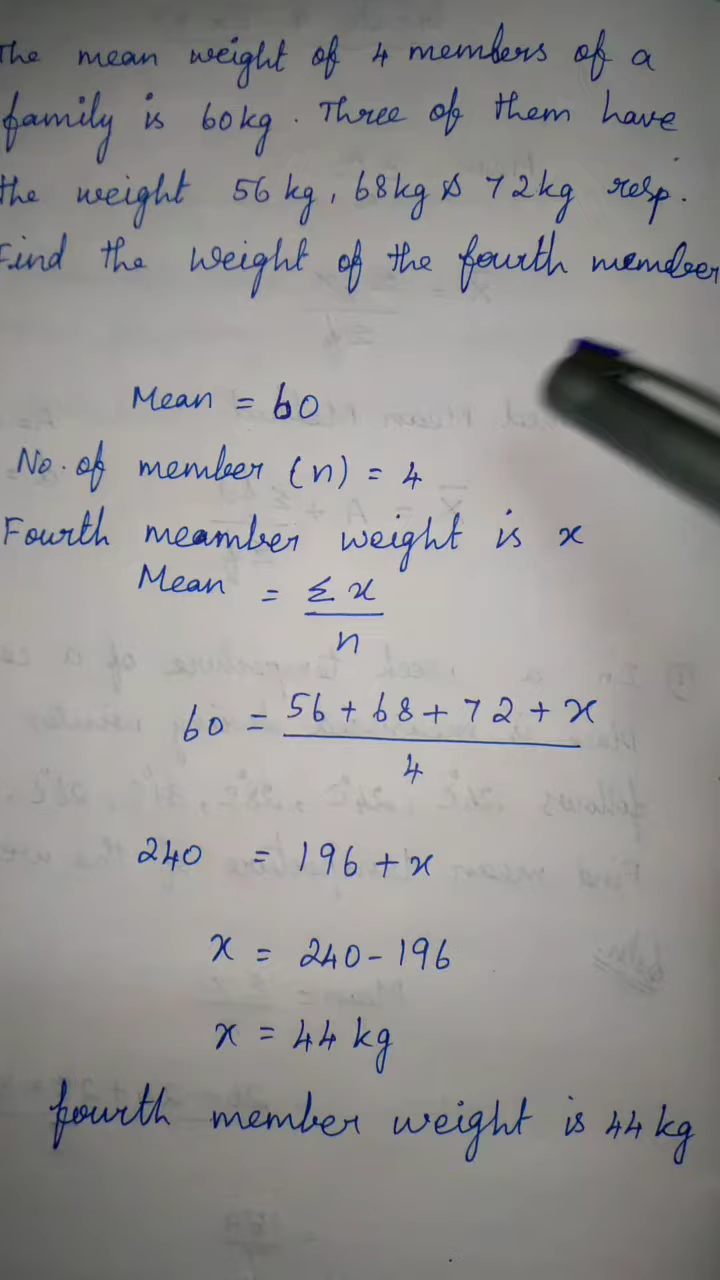 The mean weight of 4 members of a
family is 60kg. Three of them have
the weight 56 kg, 68kg & 72kg resp.
Find the weight of the fourth member
Mean = 60
No. of member (n) = 4
Fourth meamber weight is x
Mean = Σx / n
60 = 56 + 68 + 72 + x / 4
240 = 196 + x
x = 240 - 196
x = 44 kg
fourth member weight is 44 kg